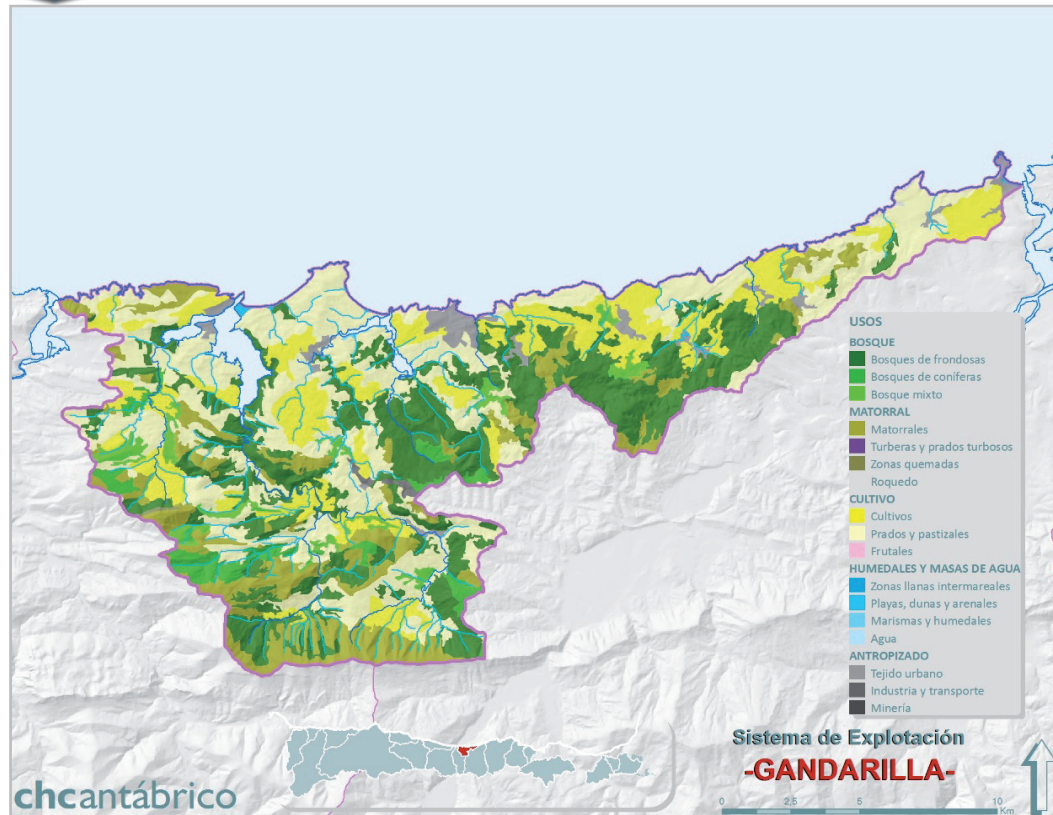 USOS
BOSQUE
Bosques de frondosas
Bosques de coníferas
Bosque mixto
MATORRAL
Matorrales
Turberas y prados turbosos
Zonas quemadas
Roquedo
CULTIVO
Cultivos
Prados y pastizales
Frutales
HUMEDALES Y MASAS DE AGUA
Zonas llanas intermareales
Playas, dunas y arenales
Marismas y humedales
Agua
ANTROPIZADO
Tejido urbano
Industria y transporte
Minería
Sistema de Explotación
-GANDARILLA-
chcantábrico
0 2,5 5 10
Km